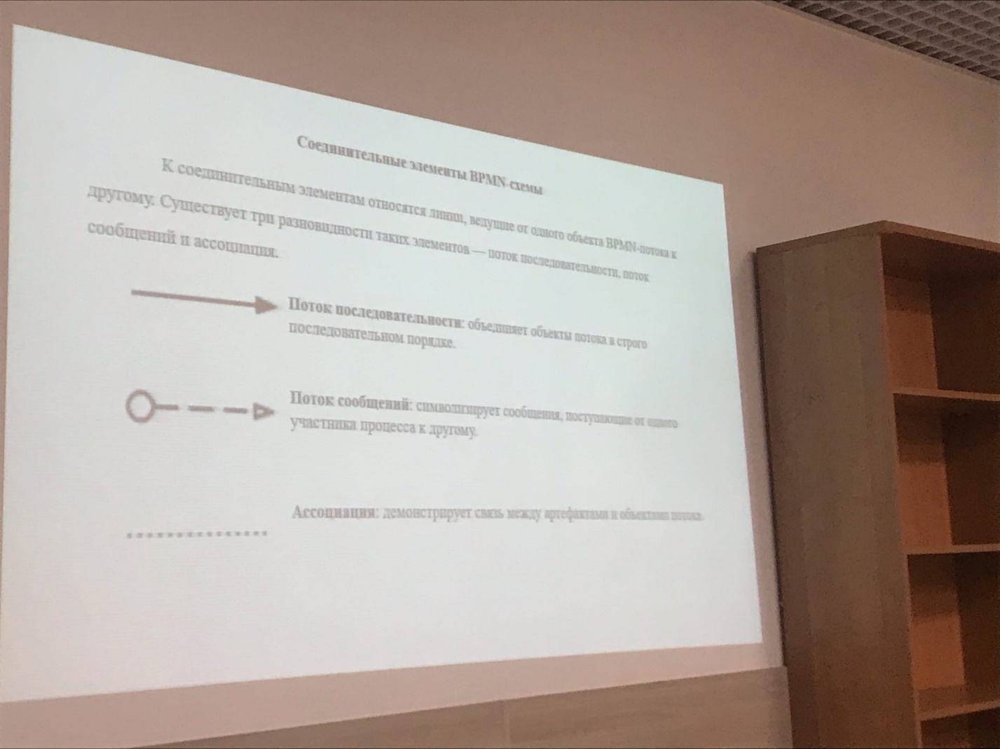 Соединительные элементы BPMN-схемы
К соединительным элементам относятся линии, ведущие от одного объекта BPMN-потока к
другому. Существует три разновидности таких элементов — поток последовательности, поток
сообщений и ассоциация.
Поток последовательности: объединяет объекты потока в строго
последовательном порядке.
Поток сообщений: символизирует сообщения, поступающие от одного
участника процесса к другому.
Ассоциация: демонстрирует связь между артефактами и объектами потока.